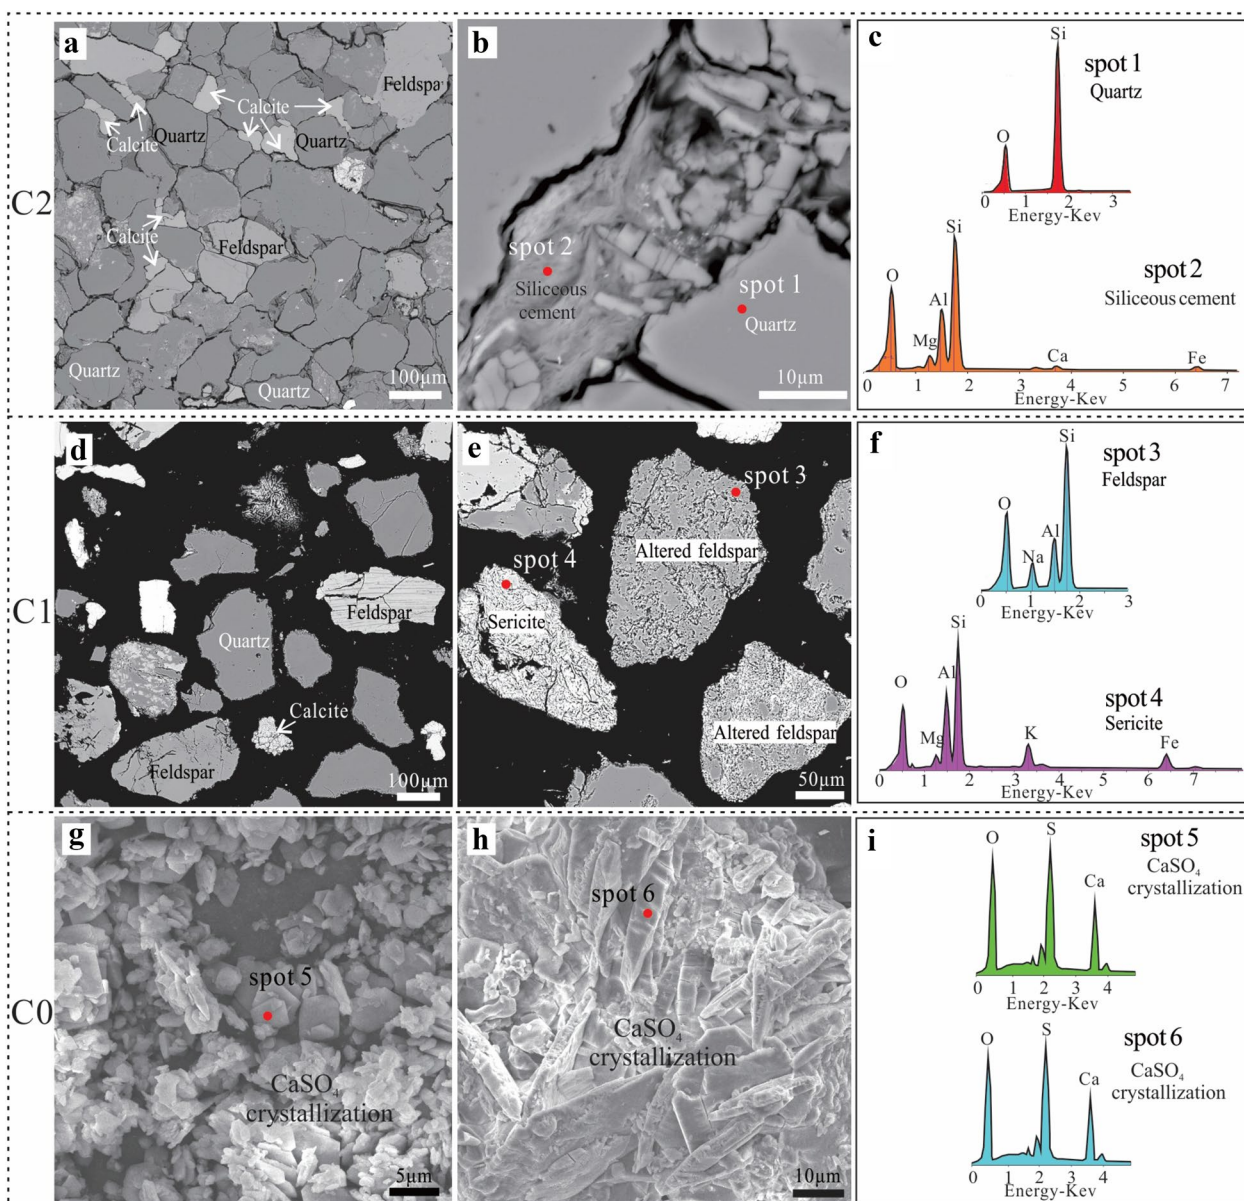 C2
a
Feldspar
Calcite
Calcite
Quartz
Quartz
Calcite
Feldspar
Quartz
Quartz
100μm
b
spot 2
Siliceous
cement
spot 1
Quartz
10μm
c
Si
spot 1
Quartz
O
0 1 2 3
Energy-Kev
Si
spot 2
Siliceous cement
O
Al
Mg
Ca
Fe
0 1 2 3 4 5 6 7
Energy-Kev
C1
d
Feldspar
Quartz
Calcite
Feldspar
100μm
e
spot 3
spot 4
Altered feldspar
Sericite
Altered feldspar
50μm
f
Si
spot 3
Feldspar
O
Al
Na
0 1 2 3
Energy-Kev
Si
Al
O
spot 4
Sericite
Mg
K
Fe
0 1 2 3 4 5 6 7
Energy-Kev
C0
g
spot 5
CaSO4
crystallization
5μm
h
spot 6
CaSO4
crystallization
10μm
i
S
spot 5
O
CaSO4
crystallization
Ca
0 1 2 3 4
Energy-Kev
S
O
spot 6
CaSO4
crystallization
Ca
0 1 2 3 4
Energy-Kev